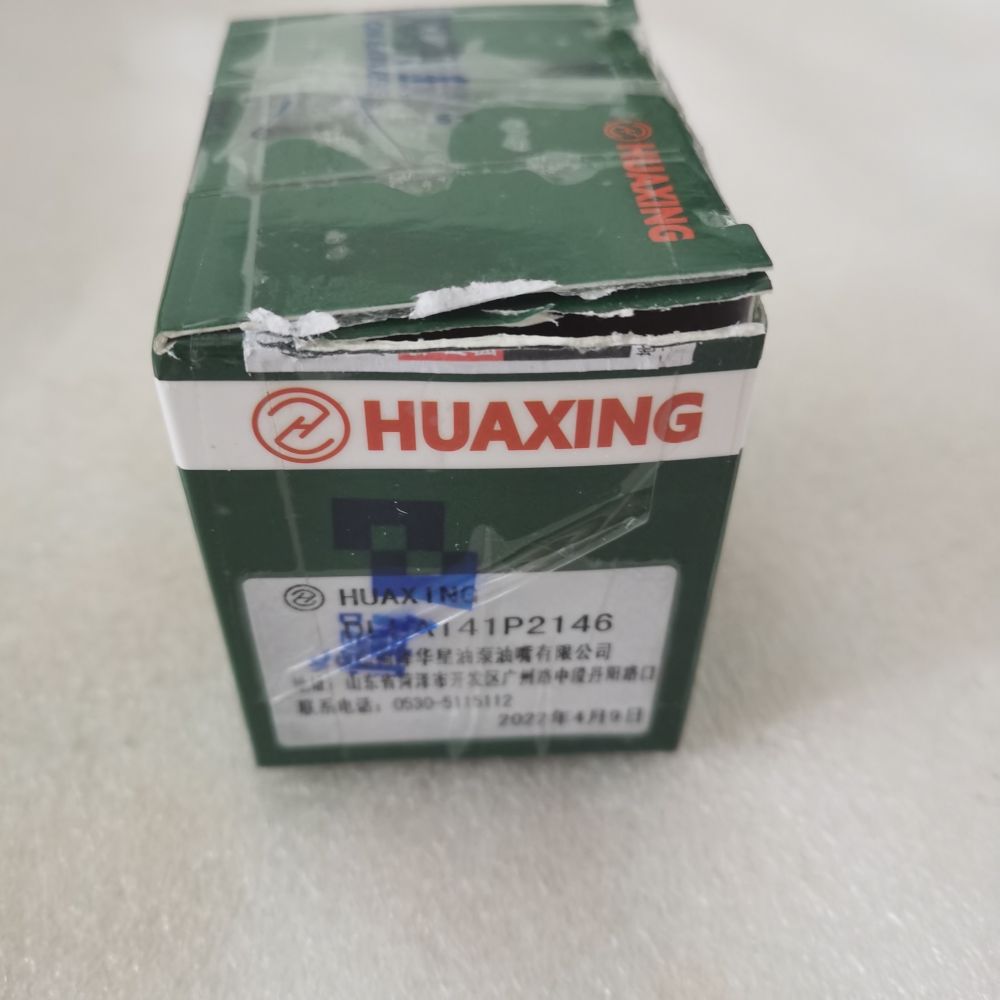 HUAXING
HUAXING
HUAXING
A141P2146
华星油泵油嘴有限公司
山东省菏泽市开发区广州路中段丹阳路口
联系电话：0530-5115112
2022年4月9日